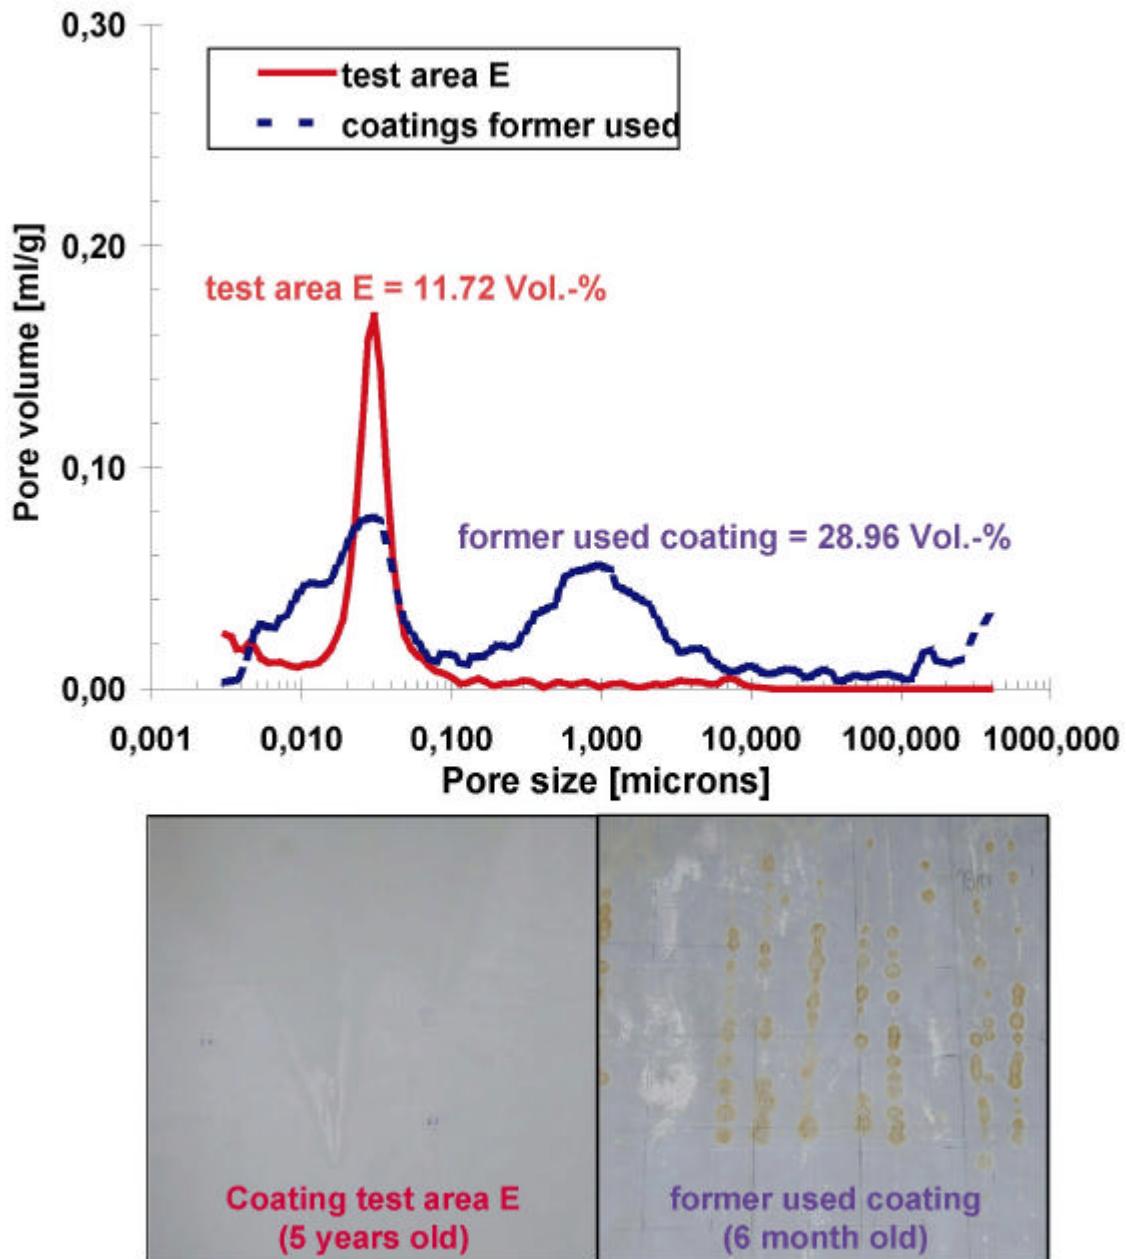 0,30
test area E
coatings former used
Pore volume [ml/g]
0,20
test area E = 11.72 Vol.-%
0,10
former used coating = 28.96 Vol.-%
0,00
0,001 0,010 0,100 1,000 10,000 100,000 1000,000
Pore size [microns]
Coating test area E
(5 years old)
former used coating
(6 month old)